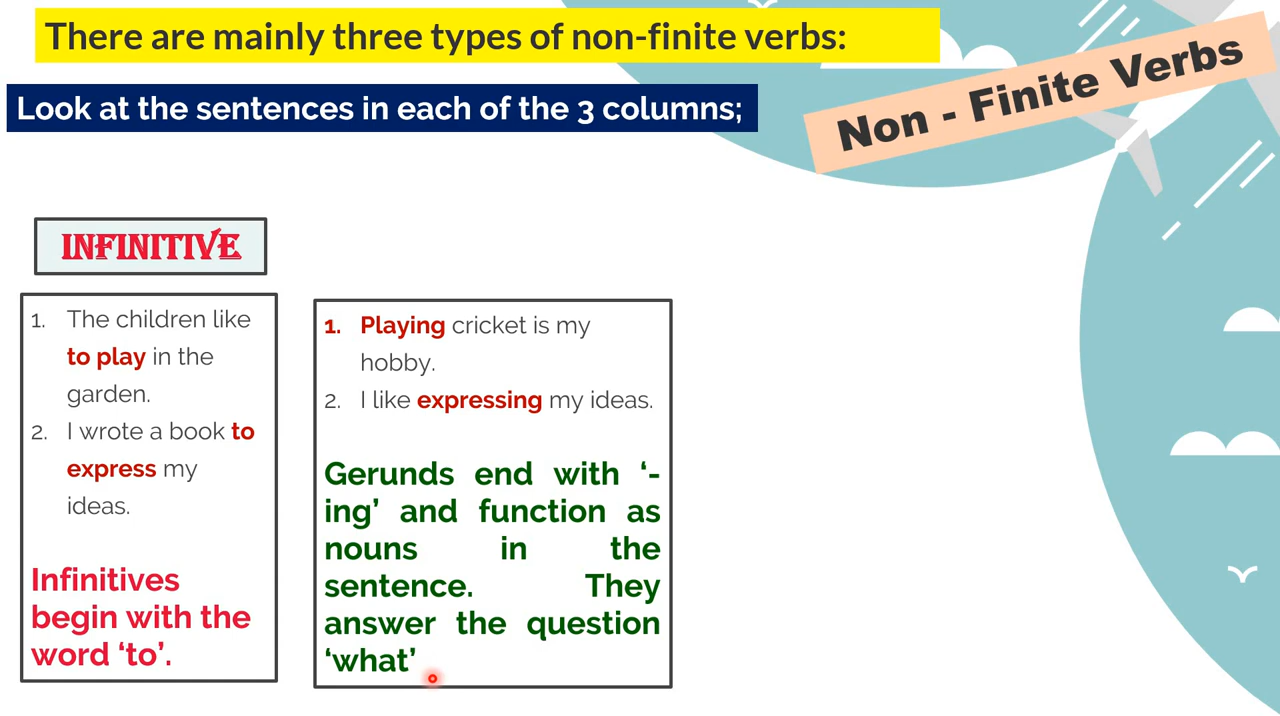 There are mainly three types of non-finite verbs:
Non - Finite Verbs
Look at the sentences in each of the 3 columns;
INFINITIVE
1. The children like
to play in the
garden.
2. I wrote a book to
express my
ideas.
Infinitives
begin with the
word ‘to’.
1. Playing cricket is my
hobby.
2. I like expressing my ideas.
Gerunds end with ‘-
ing’ and function as
nouns in the
sentence. They
answer the question
‘what’